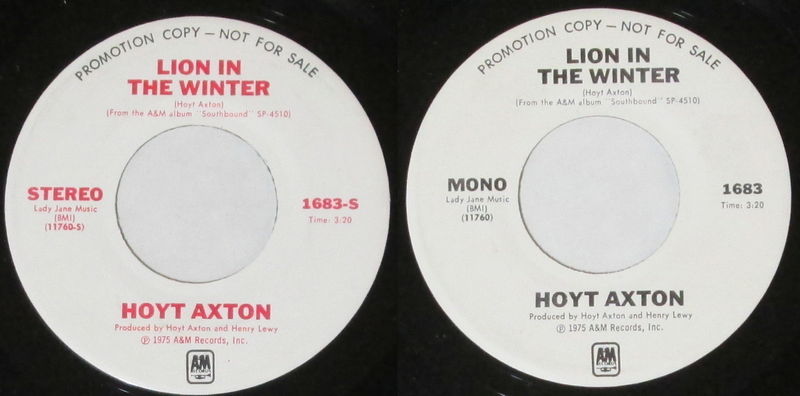 PROMOTION COPY — NOT FOR SALE
LION IN
THE WINTER
(Hoyt Axton)
(From the A&M album "Southbound" SP-4510)
STEREO
Lady Jane Music
(BMI)
(11760-S)
1683-S
Time: 3:20
HOYT AXTON
Produced by Hoyt Axton and Henry Lewy
℗ 1975 A&M Records, Inc.
A&M
RECORDS
PROMOTION COPY — NOT FOR SALE
LION IN
THE WINTER
(Hoyt Axton)
(From the A&M album "Southbound" SP-4510)
MONO
Lady Jane Music
(BMI)
(11760)
1683
Time: 3:20
HOYT AXTON
Produced by Hoyt Axton and Henry Lewy
℗ 1975 A&M Records, Inc.
A&M
RECORDS